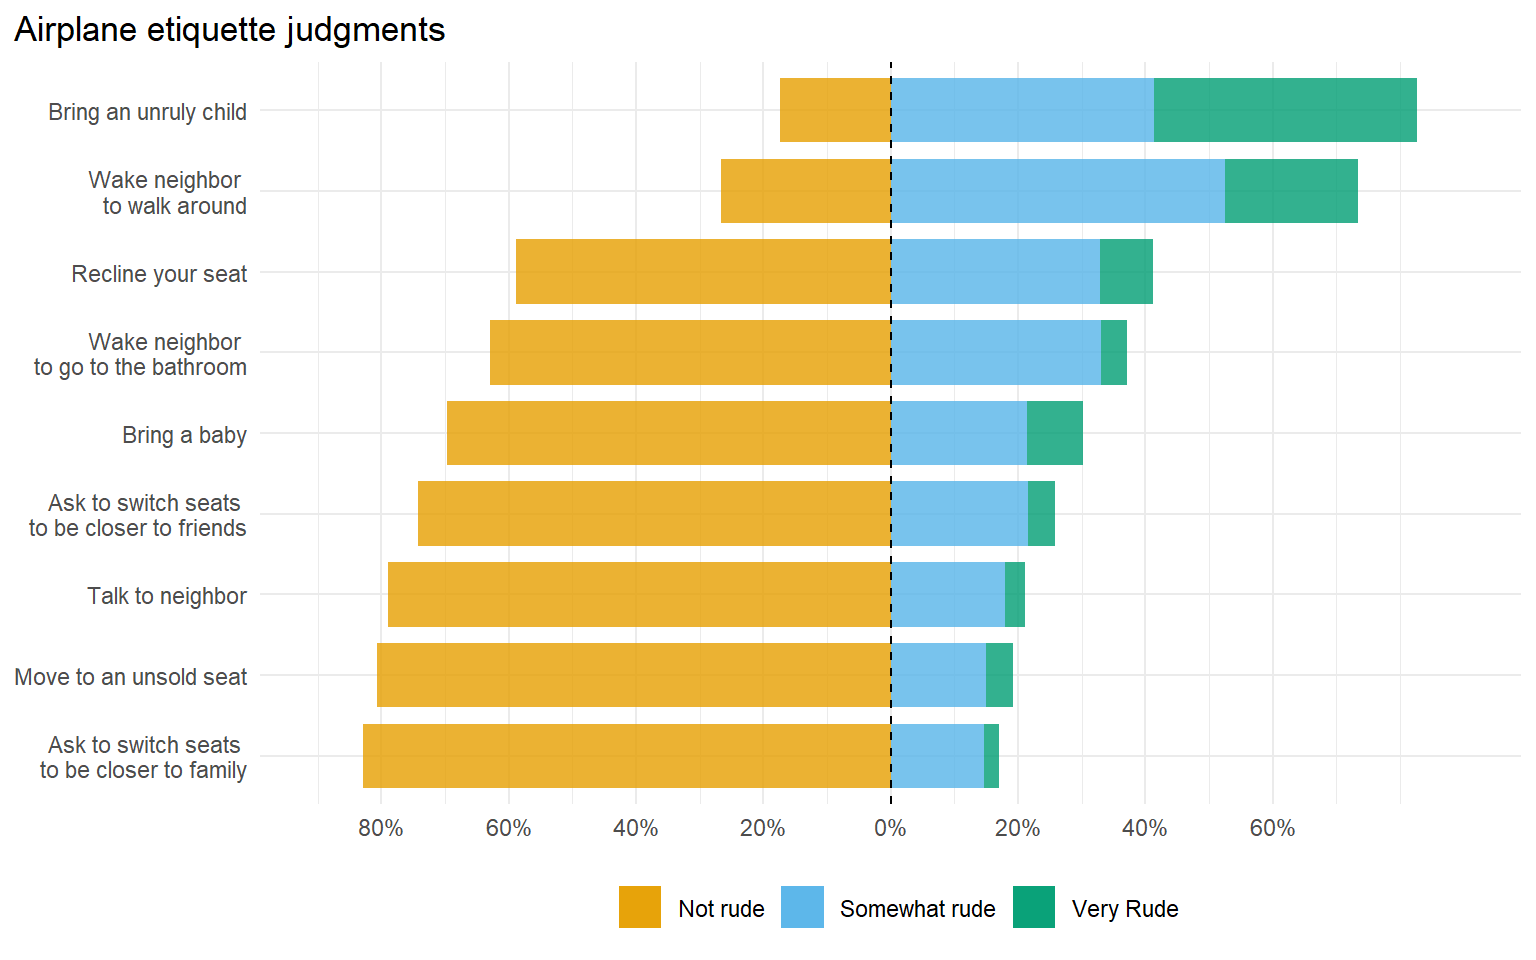 Airplane etiquette judgments
Bring an unruly child
Wake neighbor
to walk around
Recline your seat
Wake neighbor
to go to the bathroom
Bring a baby
Ask to switch seats
to be closer to friends
Talk to neighbor
Move to an unsold seat
Ask to switch seats
to be closer to family
80% 60% 40% 20% 0% 20% 40% 60%
Not rude Somewhat rude Very Rude